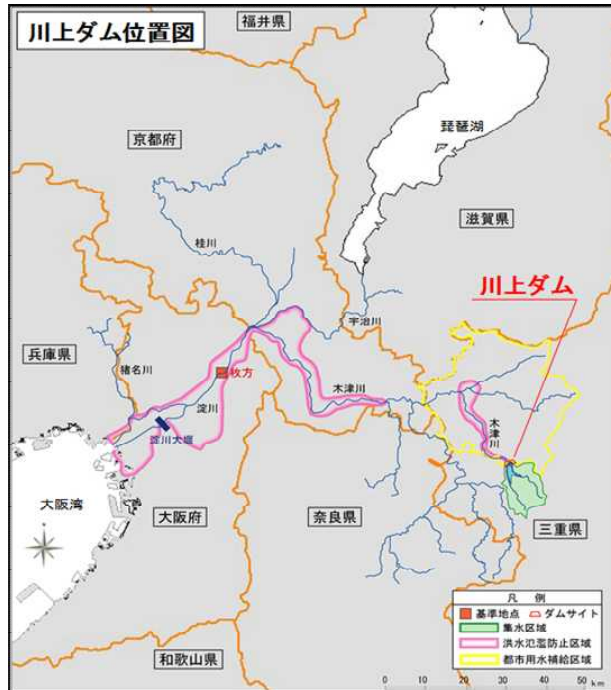 川上ダム位置図
福井県
京都府
琵琶湖
滋賀県
桂川
川上ダム
宇治川
兵庫県
猪名川
枚方
木津川
淀川
木津川
淀川大堰
大阪湾
大阪府
奈良県
三重県
和歌山県
凡 例
基準地点 ダムサイト
集水区域
洪水氾濫防止区域
都市用水補給区域
0 10 20 30 40 50 km